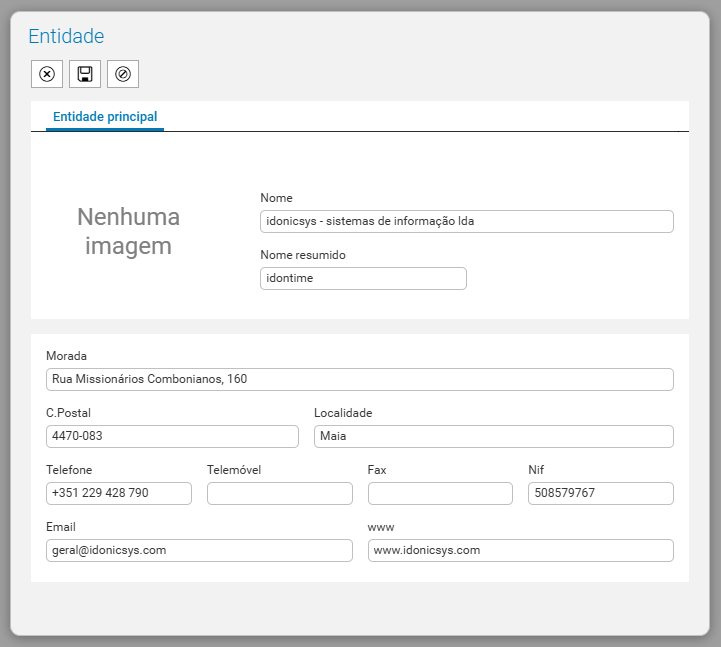 Entidade
Entidade principal
Nenhuma
imagem
Nome
idonicsys - sistemas de informação lda
Nome resumido
idontime
Morada
Rua Missionários Combonianos, 160
C.Postal Localidade
4470-083 Maia
Telefone Telemóvel Fax Nif
+351 229 428 790 508579767
Email www
geral@idonicsys.com www.idonicsys.com